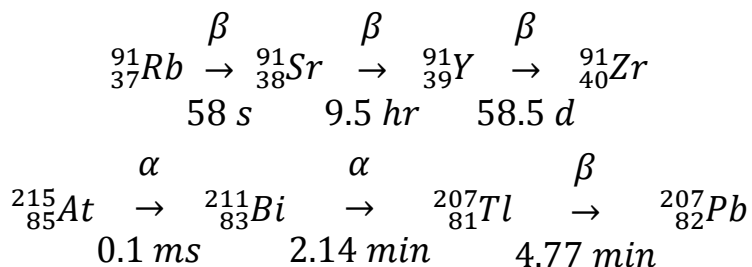 β β β
⁹¹₃₇Rb → ⁹¹₃₈Sr → ⁹¹₃₉Y → ⁹¹₄₀Zr
58 s 9.5 hr 58.5 d
α α β
²¹⁵₈₅At → ²¹¹₈₃Bi → ²⁰⁷₈₁Tl → ²⁰⁷₈₂Pb
0.1 ms 2.14 min 4.77 min